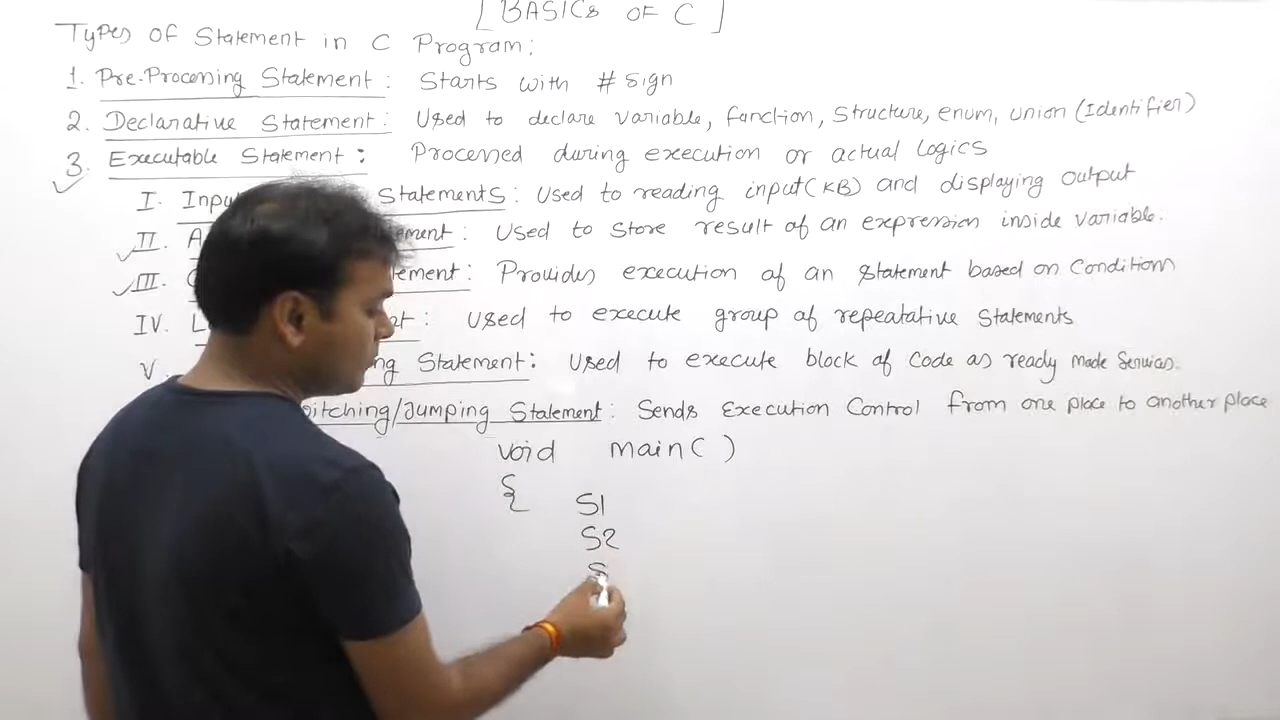 [ BASICS OF C ]
Types of Statement in C Program:
1. Pre-Processing Statement: Starts with # sign
2. Declarative Statement: Used to declare variable, function, Structure, enum, union (Identifier)
3. Executable Statement: Processed during execution or actual logics
I. Inpu Statements: Used to reading input(KB) and displaying output
II. A ement: Used to store result of an expression inside variable.
III. tement: Provides execution of an statement based on Conditions
IV. L nt: Used to execute group of repeatative statements
V. ng Statement: Used to execute block of Code as ready made Services.
itching/Jumping Statement: Sends Execution Control from one place to another place
void main( )
{ S1
S2
S